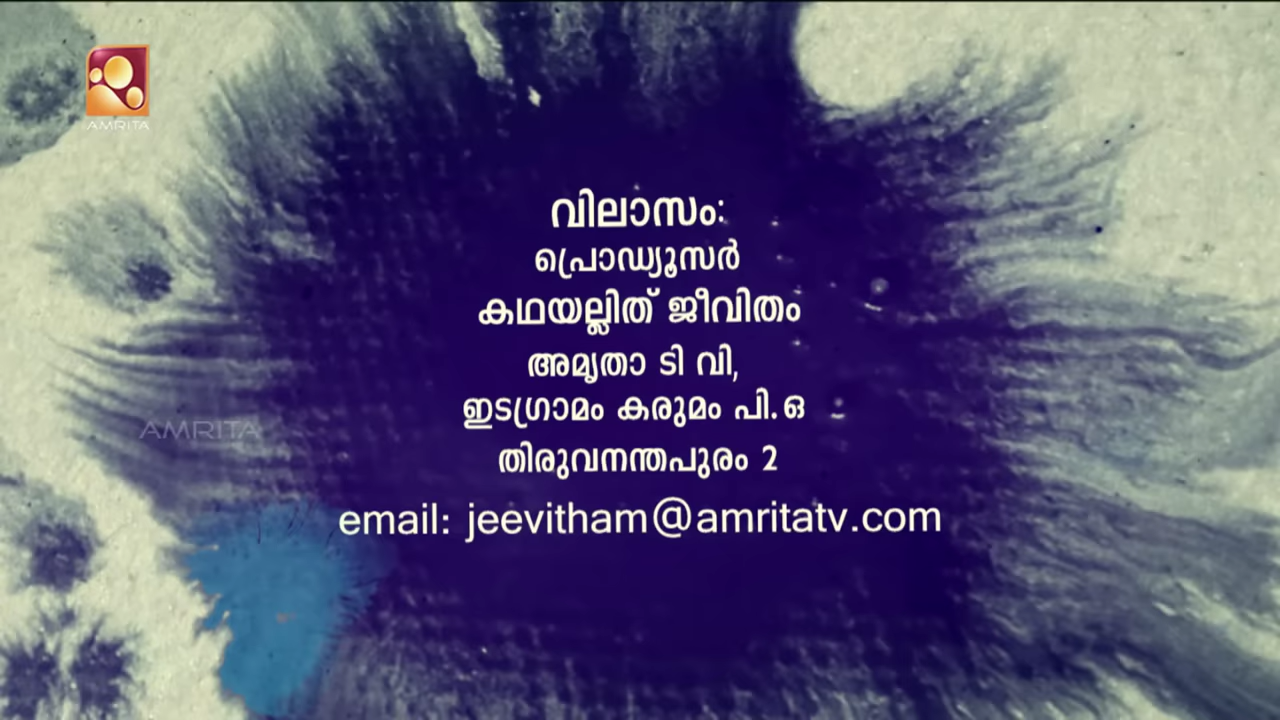 AMRITA
വിലാസം:
പ്രൊഡ്യൂസർ
കഥയല്ലിത് ജീവിതം
അമൃതാ ടി വി,
ഇടഗ്രാമം കരുമം പി.ഒ
തിരുവനന്തപുരം 2
AMRITA
email: jeevitham@amritatv.com